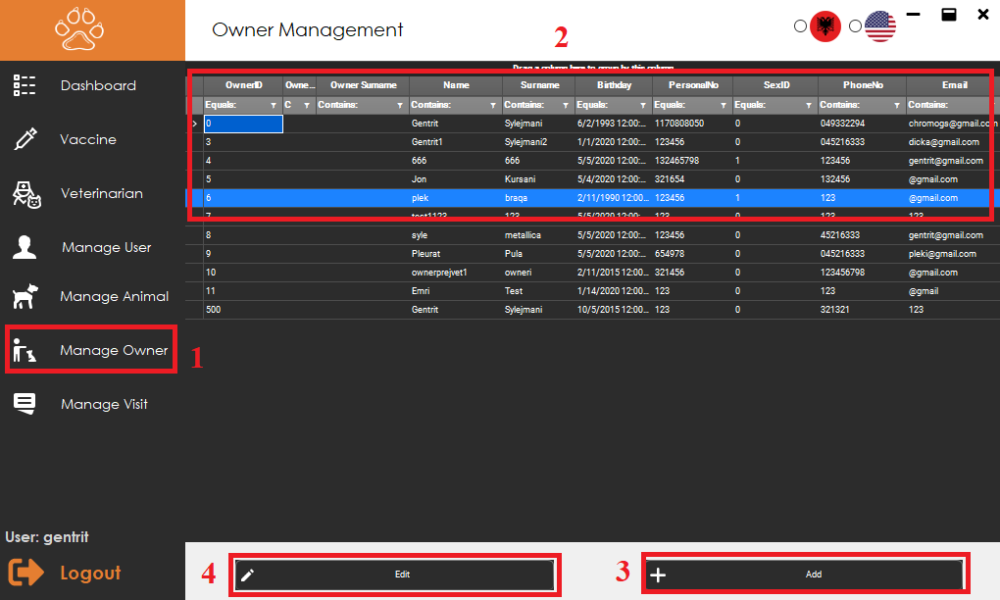 Owner Management
2
Drag a column here to group by this column
Dashboard
Vaccine
Veterinarian
Manage User
Manage Animal
Manage Owner
1
Manage Visit
User: gentrit
Logout
OwnerID Owne... Owner Surname Name Surname Birthday PersonalNo SexID PhoneNo Email
Equals: C Contains: Contains: Contains: Equals: Equals: Equals: Contains: Contains:
0 Gentrit Sylejmani 6/2/1993 12:00:... 1170808050 0 049332294 chromogs@gmail.com
3 Gentrit1 Sylejmani2 1/1/2020 12:00:... 123456 0 045216333 dicka@gmail.com
4 666 666 5/5/2020 12:00:... 132465798 1 123456 gentrit@gmail.com
5 Jon Kursani 5/4/2020 12:00:... 321654 0 132456 @gmail.com
6 plek braqa 2/11/1990 12:00:... 123456 1 123 @gmail.com
7 test1123 123 5/5/2020 12:00:... 123 0 123 123
8 syle metallica 5/5/2020 12:00:... 123456 0 45216333 gentrit@gmail.com
9 Pleurat Pula 5/5/2020 12:00:... 654978 0 045216333 pleki@gmail.com
10 ownerprejvet1 owneri 2/11/2015 12:00... 321456 0 123456798 @gmail.com
11 Emri Test 1/14/2020 12:00... 123 0 123 @gmail
500 Gentrit Sylejmani 10/5/2015 12:00... 123 0 321321 123
4
Edit
3
Add